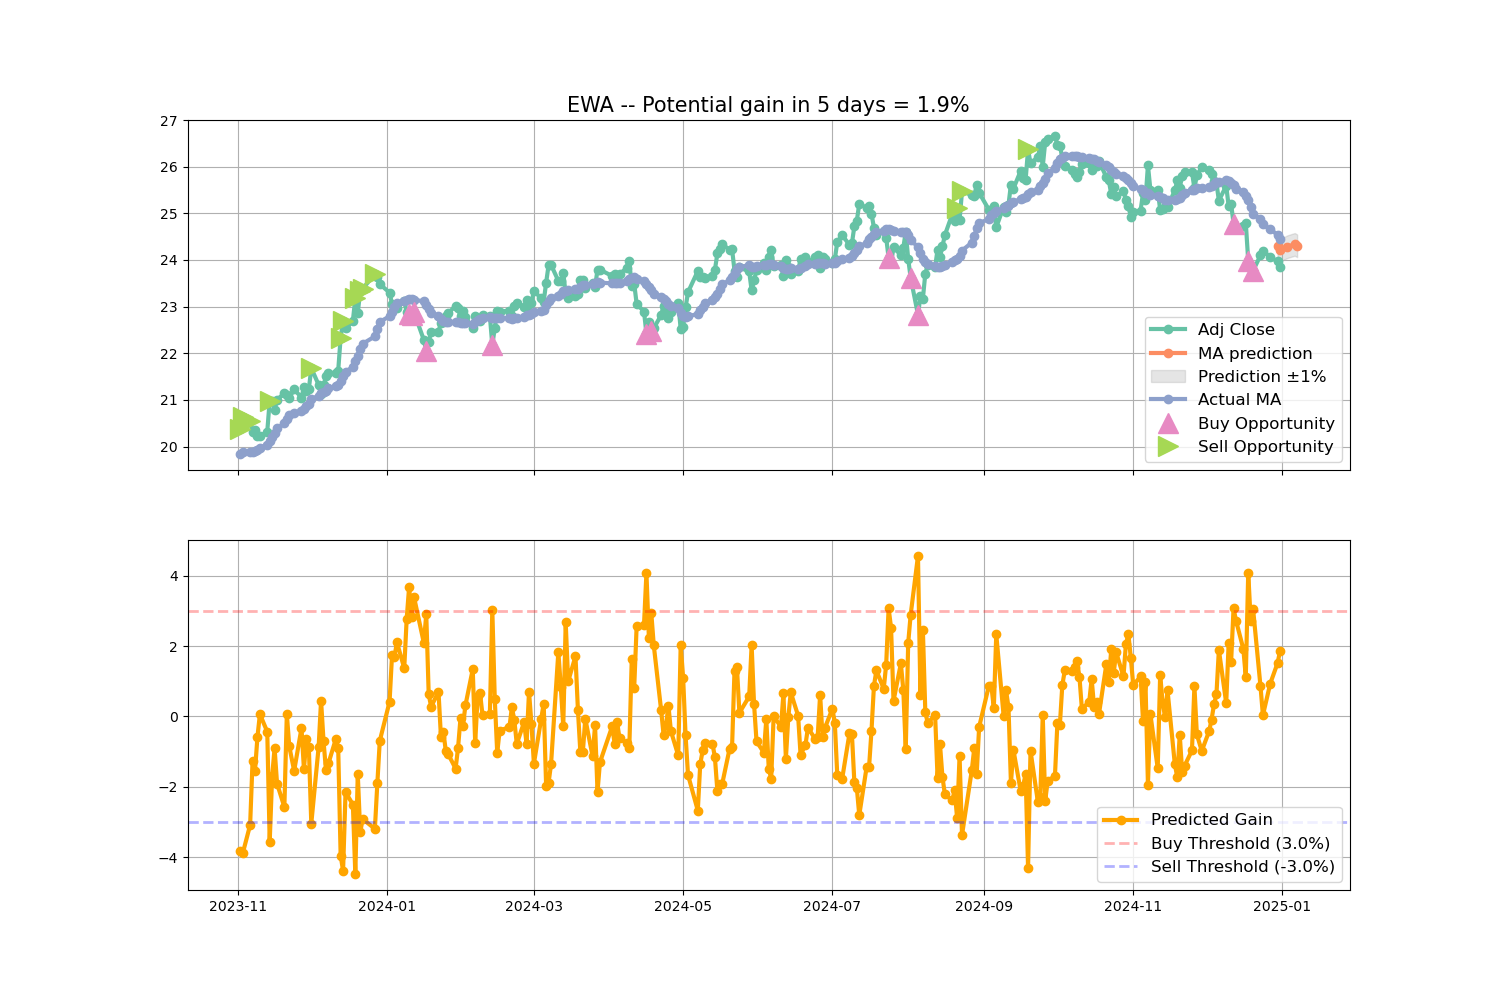 EWA -- Potential gain in 5 days = 1.9%
27
26
25
24
23
22
21
20
Adj Close
MA prediction
Prediction ±1%
Actual MA
Buy Opportunity
Sell Opportunity
4
2
0
−2
−4
Predicted Gain
Buy Threshold (3.0%)
Sell Threshold (-3.0%)
2023-11 2024-01 2024-03 2024-05 2024-07 2024-09 2024-11 2025-01